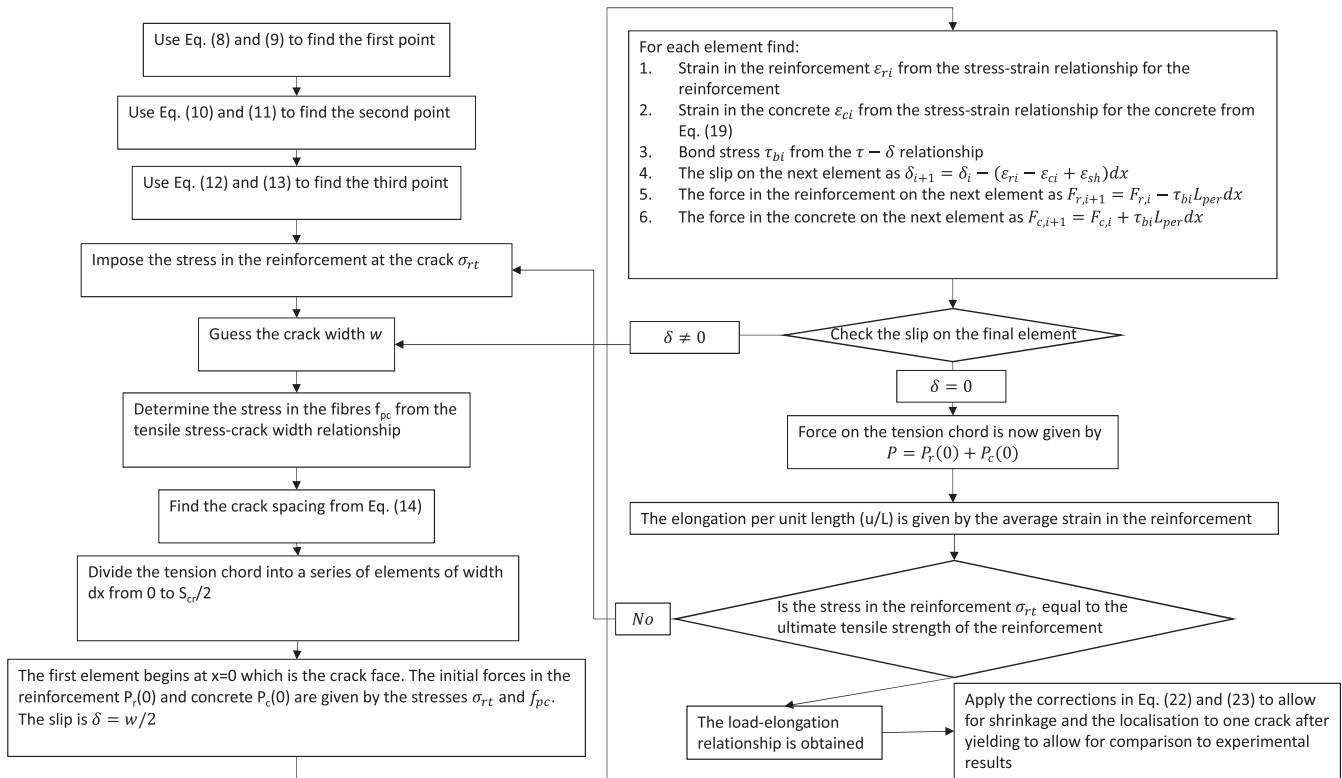 Use Eq. (8) and (9) to find the first point
Use Eq. (10) and (11) to find the second point
Use Eq. (12) and (13) to find the third point
Impose the stress in the reinforcement at the crack σ_rt
Guess the crack width w
Determine the stress in the fibres f_pc from the
tensile stress-crack width relationship
Find the crack spacing from Eq. (14)
Divide the tension chord into a series of elements of width
dx from 0 to S_cr/2
The first element begins at x=0 which is the crack face. The initial forces in the
reinforcement P_r(0) and concrete P_c(0) are given by the stresses σ_rt and f_pc.
The slip is δ = w/2
For each element find:
1. Strain in the reinforcement ε_ri from the stress-strain relationship for the
reinforcement
2. Strain in the concrete ε_ci from the stress-strain relationship for the concrete from
Eq. (19)
3. Bond stress τ_bi from the τ − δ relationship
4. The slip on the next element as δ_i+1 = δ_i − (ε_ri − ε_ci + ε_sh)dx
5. The force in the reinforcement on the next element as F_r,i+1 = F_r,i − τ_bi L_per dx
6. The force in the concrete on the next element as F_c,i+1 = F_c,i + τ_bi L_per dx
Check the slip on the final element
δ ≠ 0
δ = 0
Force on the tension chord is now given by
P = P_r(0) + P_c(0)
The elongation per unit length (u/L) is given by the average strain in the reinforcement
Is the stress in the reinforcement σ_rt equal to the
ultimate tensile strength of the reinforcement
No
The load-elongation
relationship is obtained
Apply the corrections in Eq. (22) and (23) to allow
for shrinkage and the localisation to one crack after
yielding to allow for comparison to experimental
results